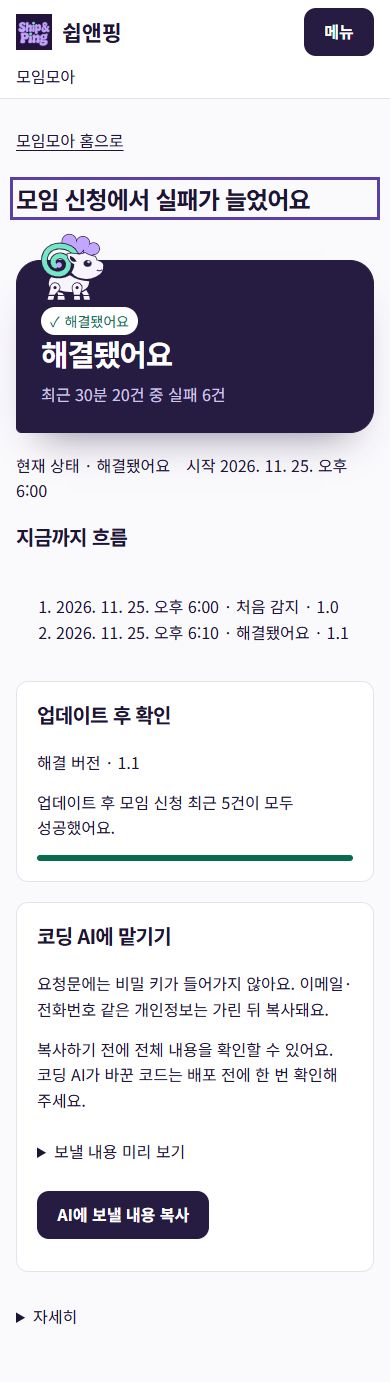 Ship&
Ping
쉽앤핑
메뉴
모임모아
모임모아 홈으로
모임 신청에서 실패가 늘었어요
✓ 해결됐어요
해결됐어요
최근 30분 20건 중 실패 6건
현재 상태 · 해결됐어요 시작 2026. 11. 25. 오후
6:00
지금까지 흐름
1. 2026. 11. 25. 오후 6:00 · 처음 감지 · 1.0
2. 2026. 11. 25. 오후 6:10 · 해결됐어요 · 1.1
업데이트 후 확인
해결 버전 · 1.1
업데이트 후 모임 신청 최근 5건이 모두
성공했어요.
코딩 AI에 맡기기
요청문에는 비밀 키가 들어가지 않아요. 이메일·
전화번호 같은 개인정보는 가린 뒤 복사돼요.
복사하기 전에 전체 내용을 확인할 수 있어요.
코딩 AI가 바꾼 코드는 배포 전에 한 번 확인해
주세요.
▶ 보낼 내용 미리 보기
AI에 보낼 내용 복사
▶ 자세히